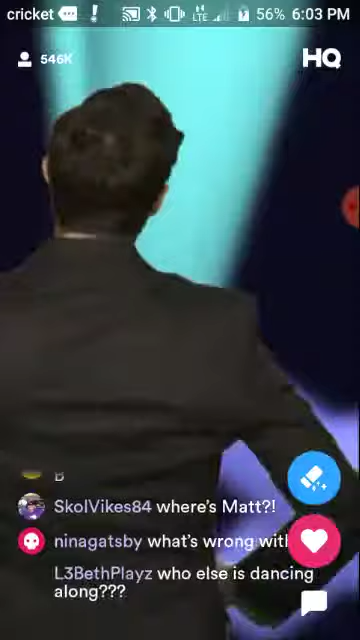 cricket LTE 56% 6:03 PM
546K HQ
SkolVikes84 where's Matt?!
ninagatsby what's wrong with
L3BethPlayz who else is dancing
along???